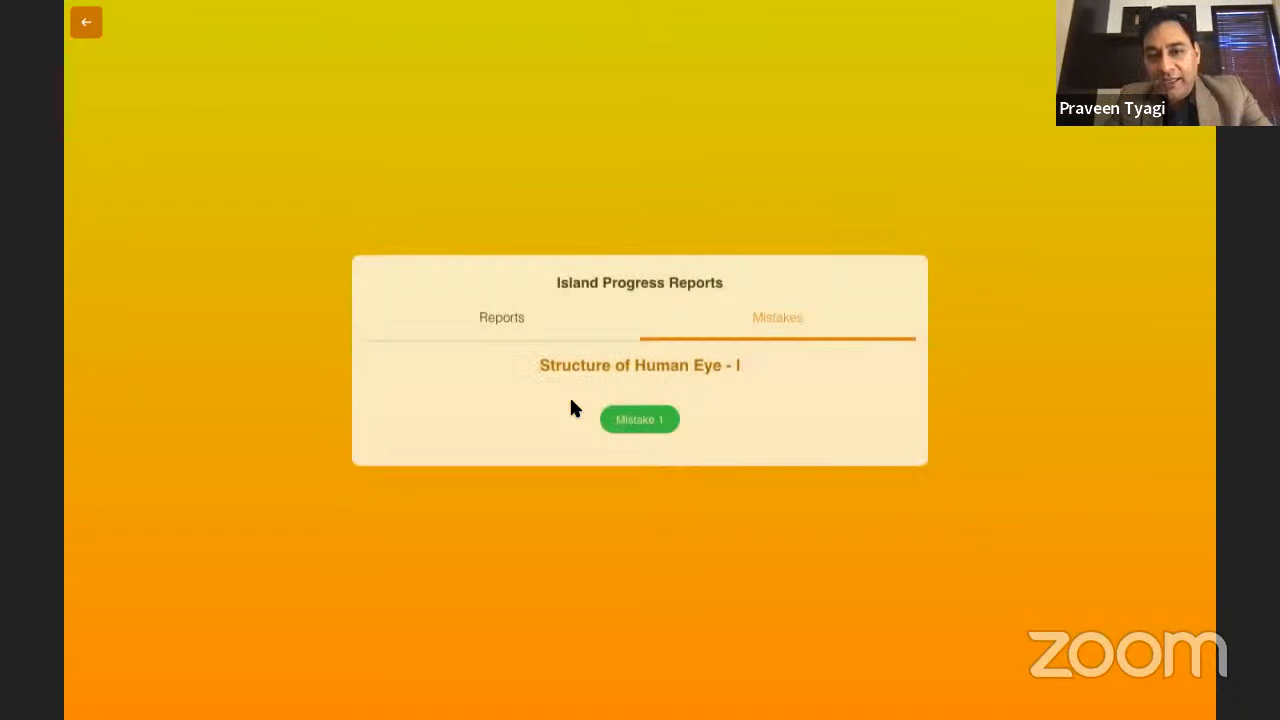 Praveen Tyagi
Island Progress Reports
Reports
Mistakes
Structure of Human Eye - I
Mistake 1
zoom